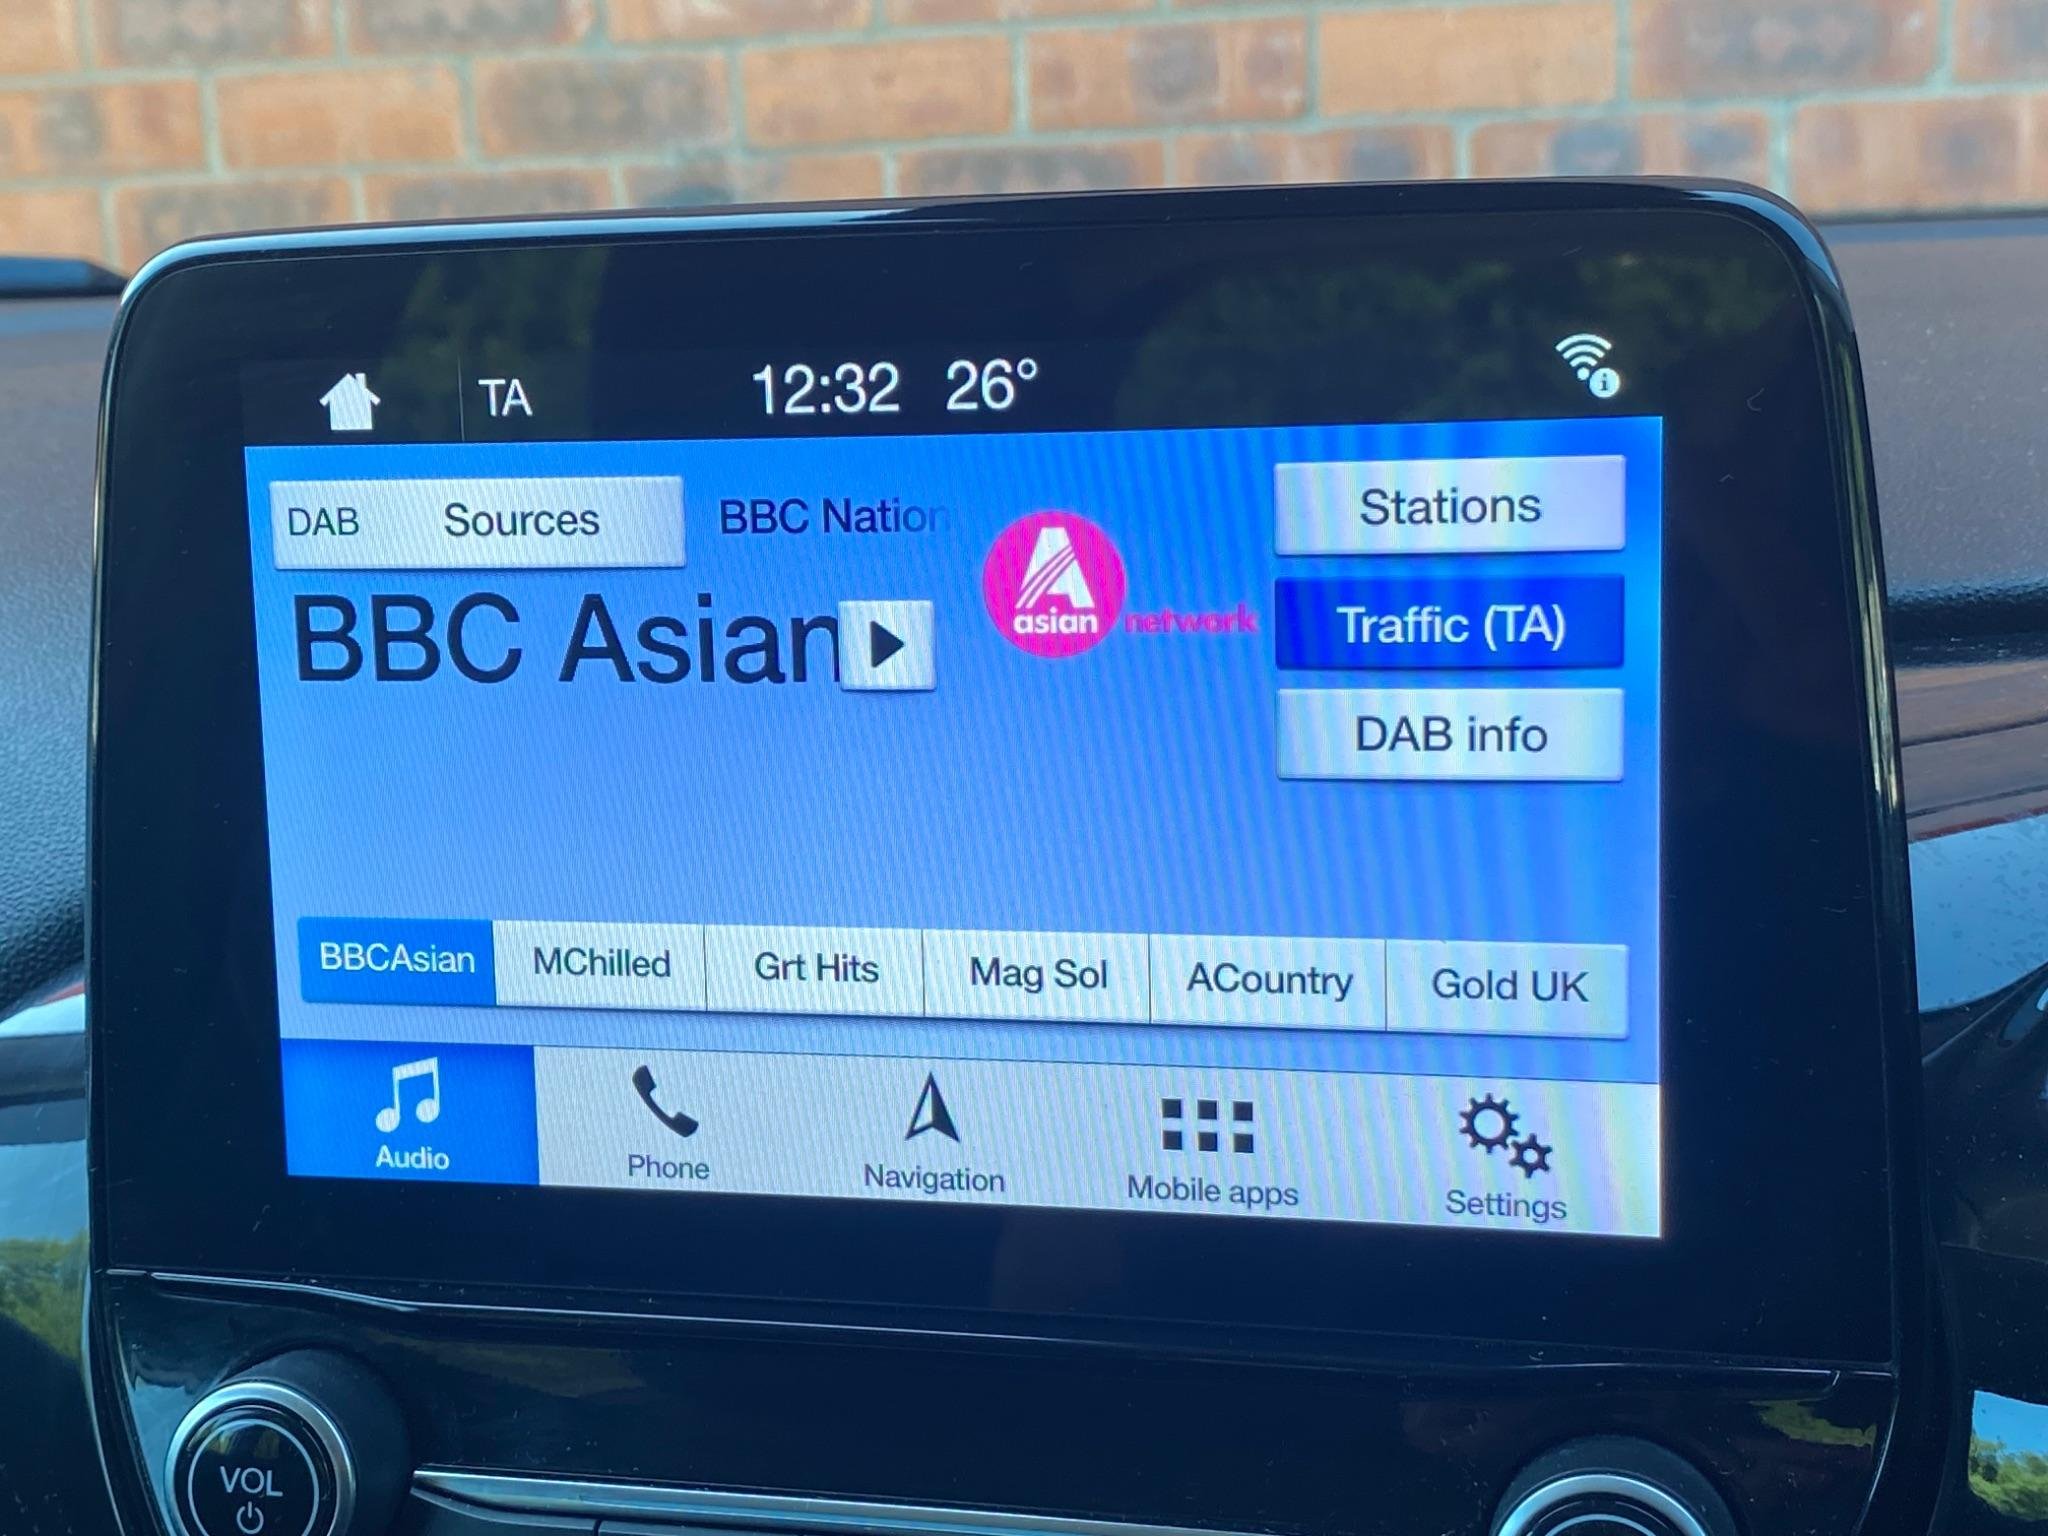 TA 12:32 26°
DAB Sources BBC Nation
Stations
BBC Asian
asian network
Traffic (TA)
DAB info
BBCAsian MChilled Grt Hits Mag Sol ACountry Gold UK
Audio Phone Navigation Mobile apps Settings
VOL